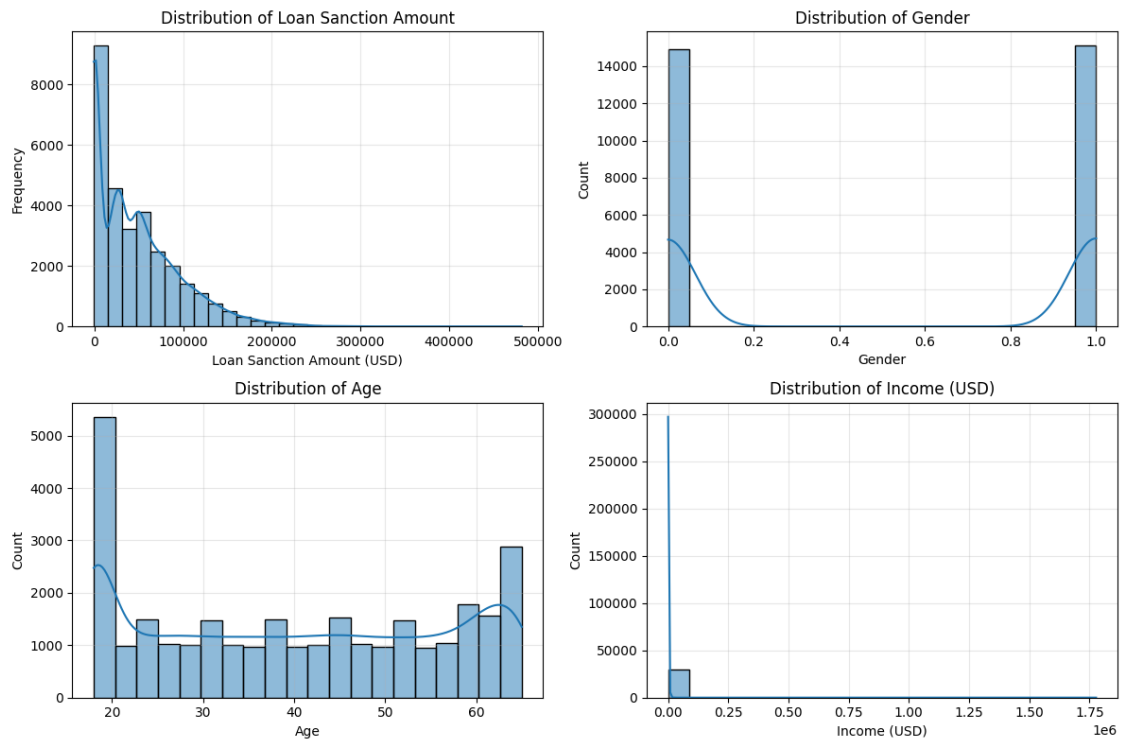 Distribution of Loan Sanction Amount
Frequency
8000
6000
4000
2000
0
0 100000 200000 300000 400000 500000
Loan Sanction Amount (USD)
Distribution of Gender
Count
14000
12000
10000
8000
6000
4000
2000
0
0.0 0.2 0.4 0.6 0.8 1.0
Gender
Distribution of Age
Count
5000
4000
3000
2000
1000
0
20 30 40 50 60
Age
Distribution of Income (USD)
Count
300000
250000
200000
150000
100000
50000
0
0.00 0.25 0.50 0.75 1.00 1.25 1.50 1.75
1e6
Income (USD)